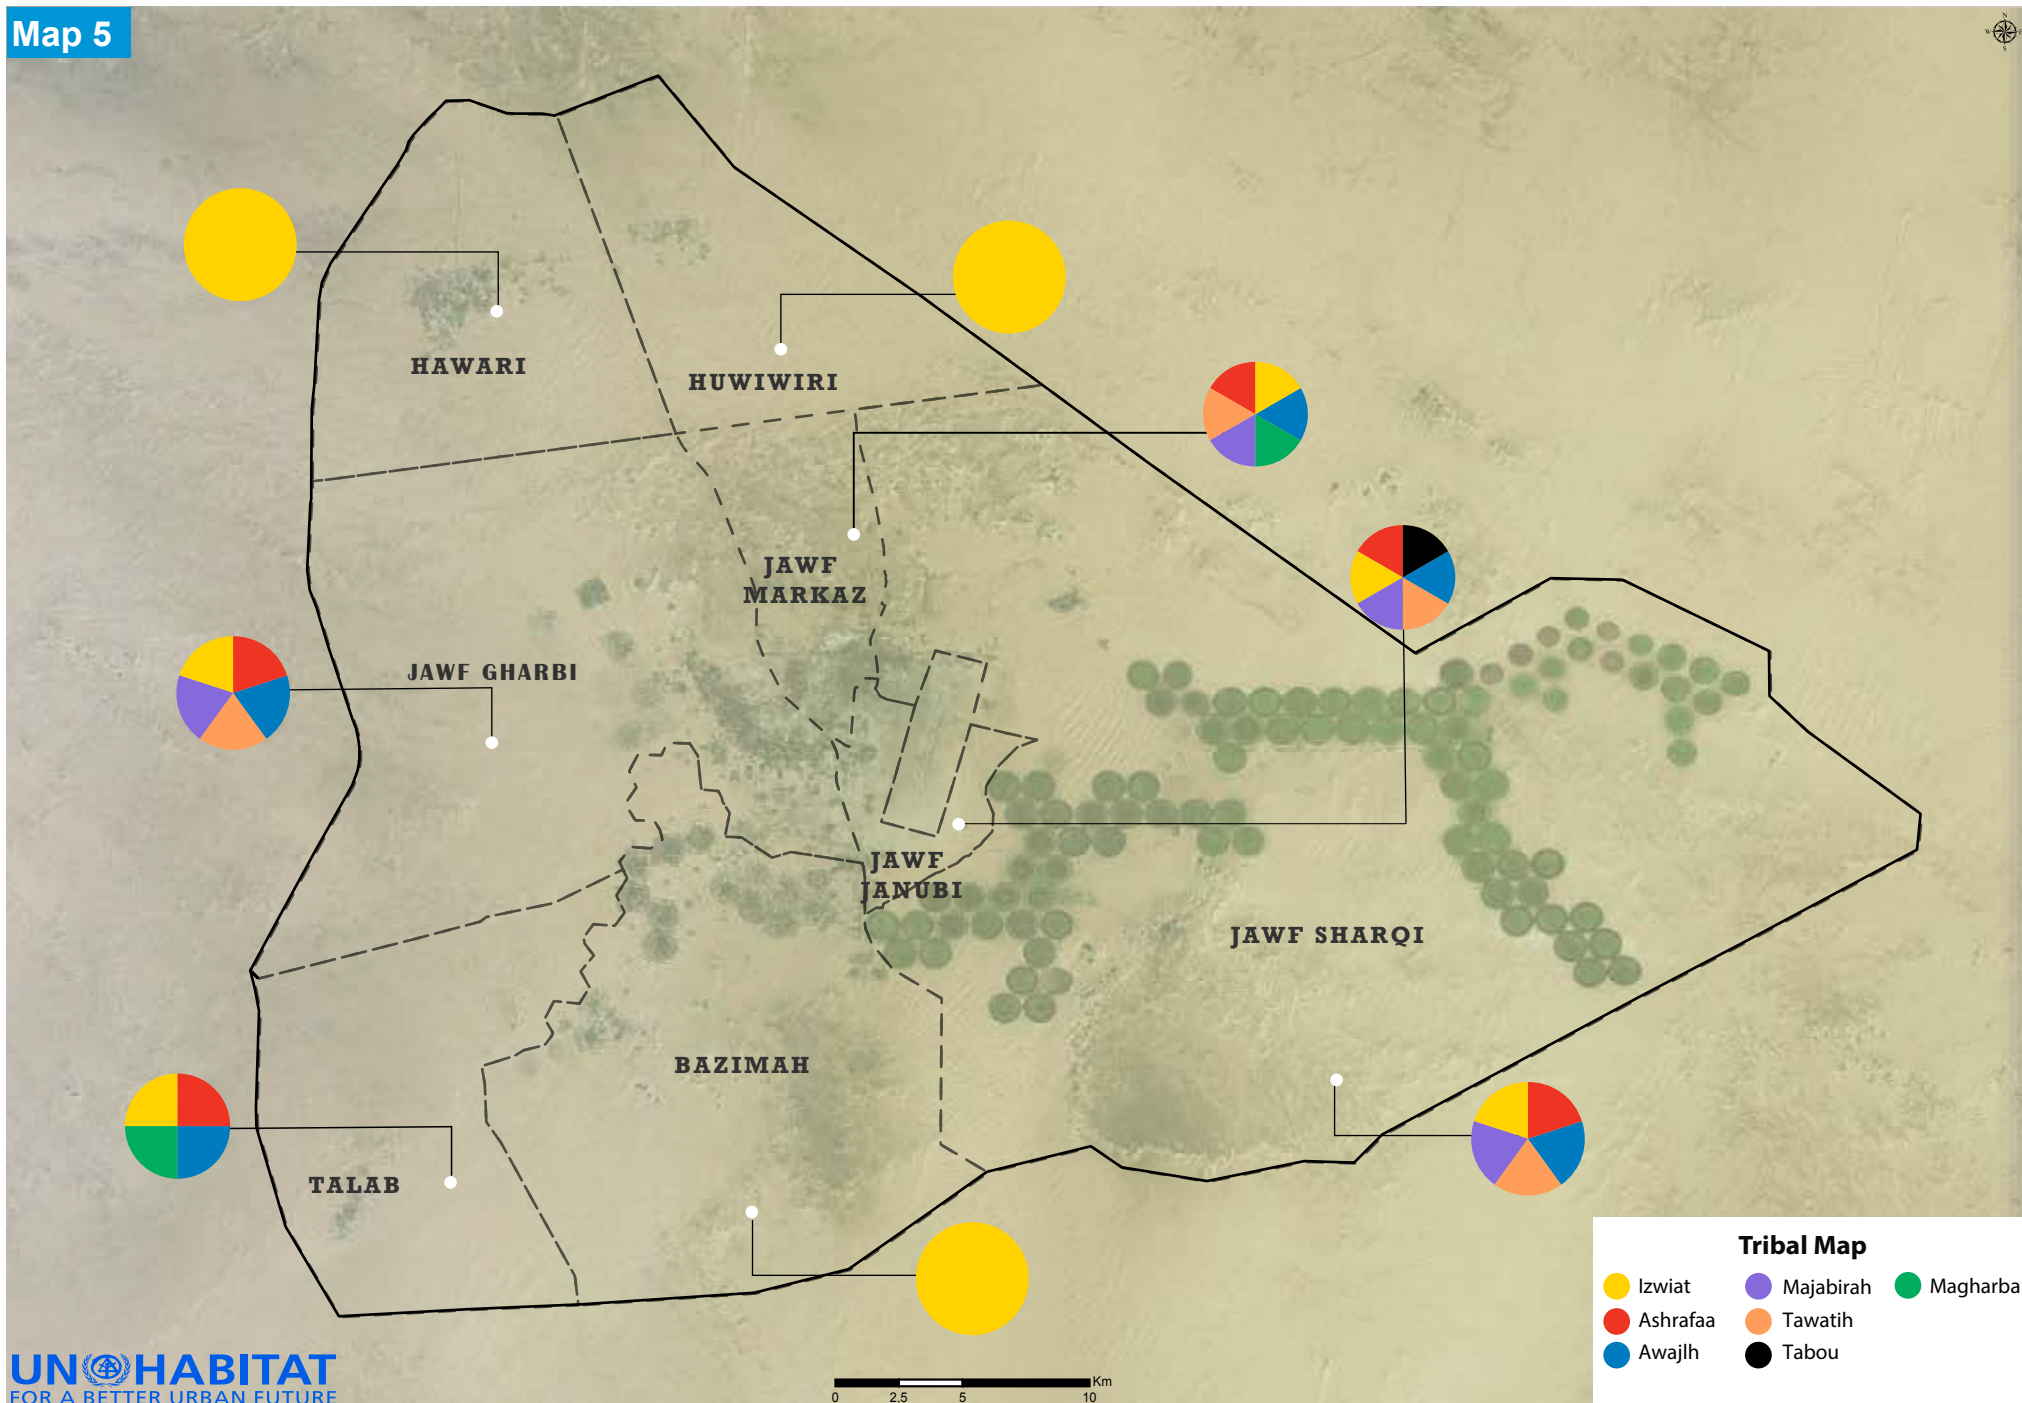 Map 5
N
W E
S
HAWARI
HUWIWIRI
JAWF
MARKAZ
JAWF GHARBI
JAWF
JANUBI
JAWF SHARQI
BAZIMAH
TALAB
Tribal Map
Izwiat
Majabirah
Magharba
Ashrafaa
Tawatih
Awajlh
Tabou
UN HABITAT
FOR A BETTER URBAN FUTURE
Km
0 2,5 5 10